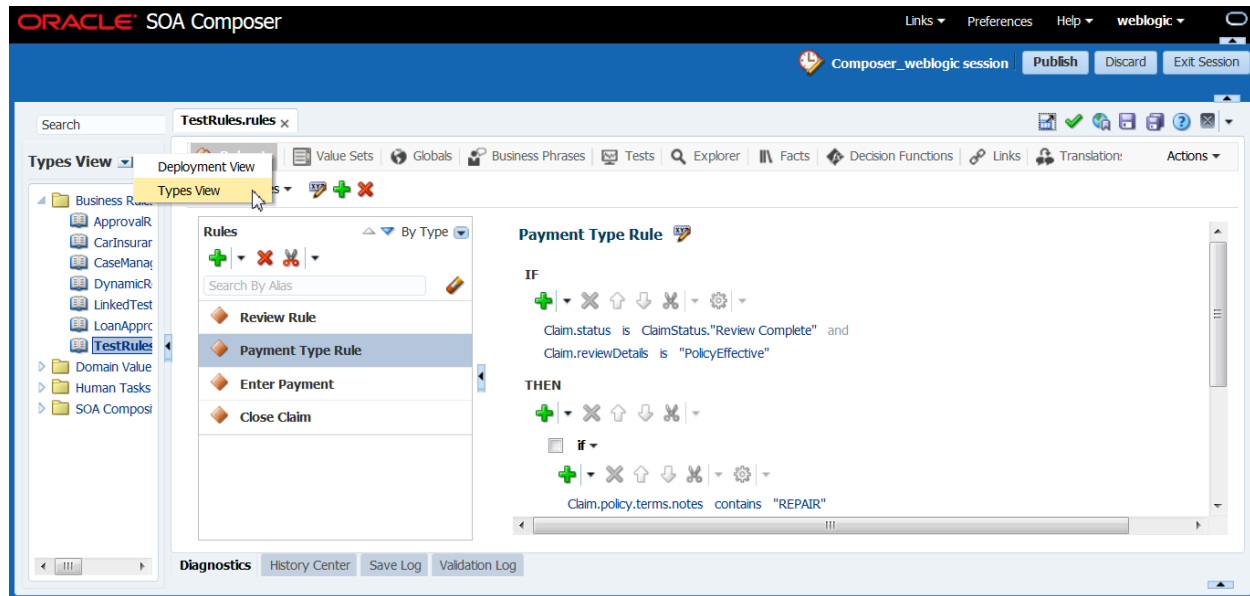 ORACLE SOA Composer
Links Preferences Help weblogic
Composer_weblogic session Publish Discard Exit Session
Search
TestRules.rules x
Types View
Deployment View
Types View
Value Sets Globals Business Phrases Tests Explorer Facts Decision Functions Links Translations Actions
Business Rule
ApprovalR
CarInsuran
CaseManag
DynamicR
LinkedTest
LoanAppro
TestRules
Domain Value
Human Tasks
SOA Composi
Rules By Type
Search By Alias
Review Rule
Payment Type Rule
Enter Payment
Close Claim
Payment Type Rule
IF
Claim.status is ClaimStatus."Review Complete" and
Claim.reviewDetails is "PolicyEffective"
THEN
if
Claim.policy.terms.notes contains "REPAIR"
Diagnostics History Center Save Log Validation Log